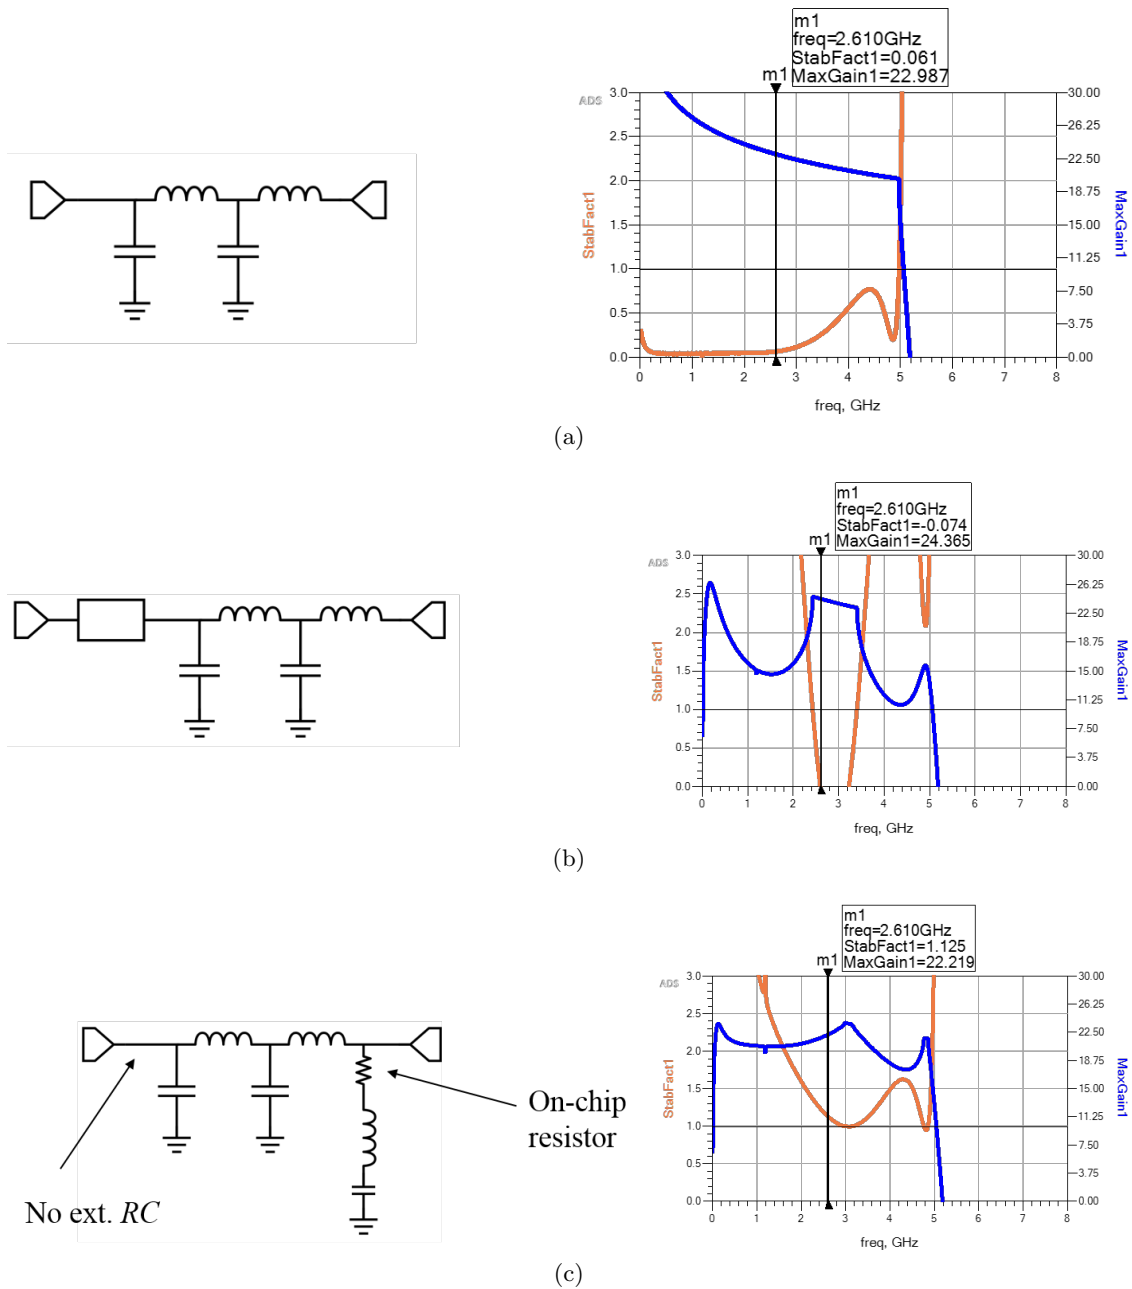 m1
freq=2.610GHz
StabFact1=0.061
MaxGain1=22.987
m1
ADS
3.0
2.5
2.0
1.5
1.0
0.5
0.0
StabFact1
30.00
26.25
22.50
18.75
15.00
11.25
7.50
3.75
0.00
MaxGain1
0 1 2 3 4 5 6 7 8
freq, GHz
(a)
m1
freq=2.610GHz
StabFact1=-0.074
MaxGain1=24.365
m1
ADS
3.0
2.5
2.0
1.5
1.0
0.5
0.0
StabFact1
30.00
26.25
22.50
18.75
15.00
11.25
7.50
3.75
0.00
MaxGain1
0 1 2 3 4 5 6 7 8
freq, GHz
(b)
m1
freq=2.610GHz
StabFact1=1.125
MaxGain1=22.219
m1
ADS
3.0
2.5
2.0
1.5
1.0
0.5
0.0
StabFact1
30.00
26.25
22.50
18.75
15.00
11.25
7.50
3.75
0.00
MaxGain1
0 1 2 3 4 5 6 7 8
freq, GHz
On-chip
resistor
No ext. RC
(c)